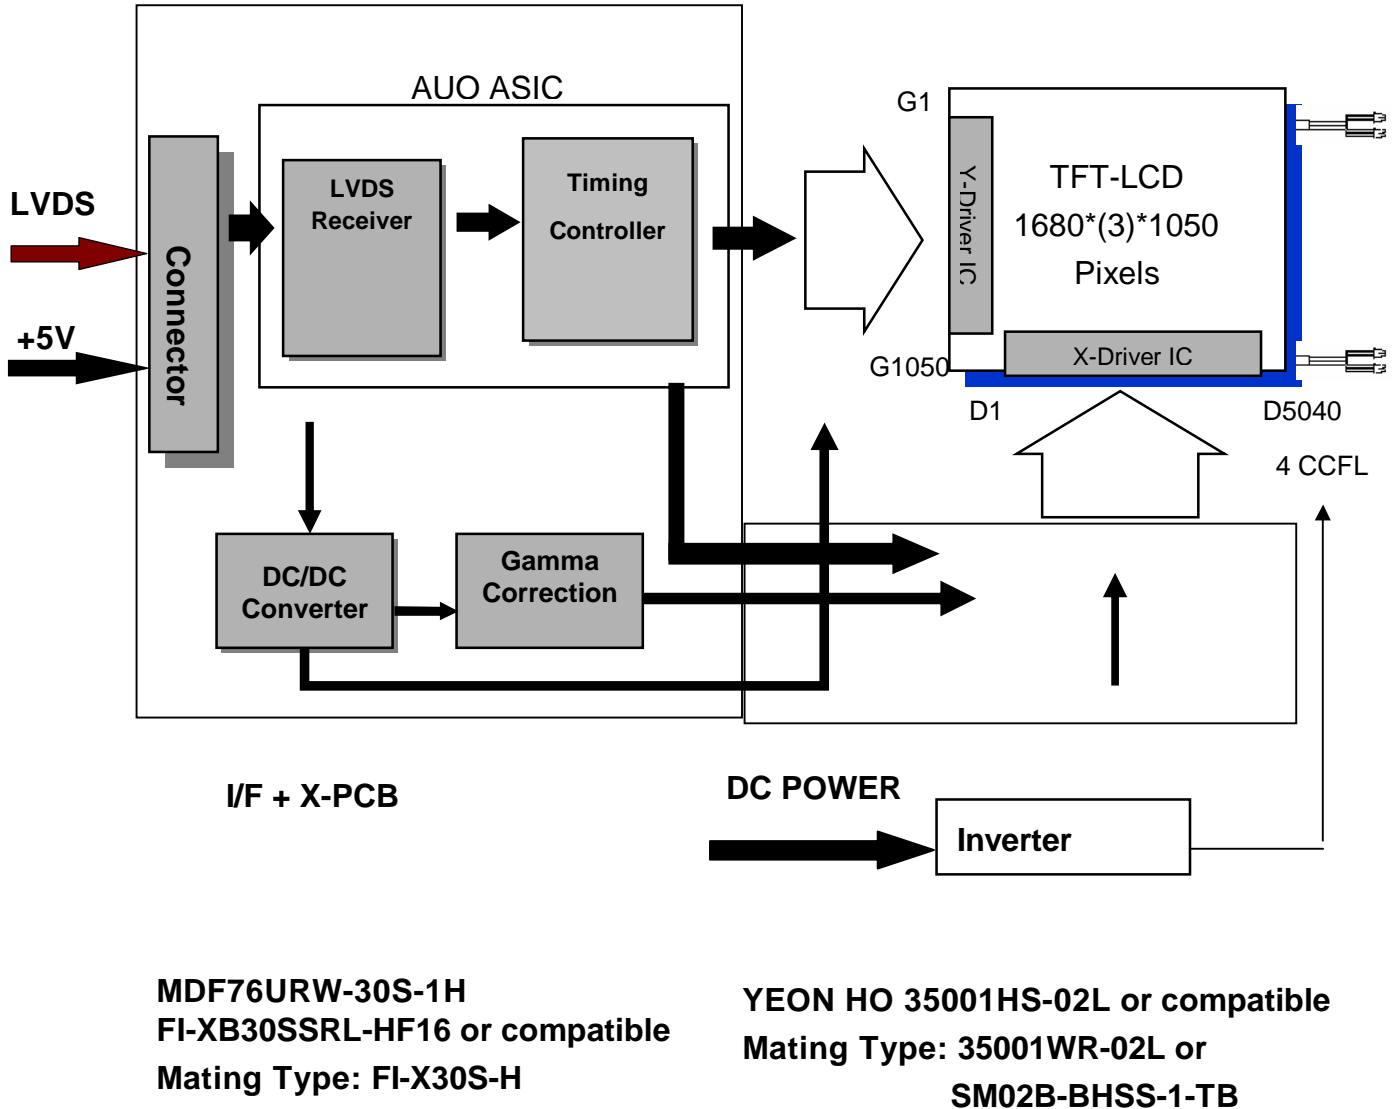 AUO ASIC
LVDS
+5V
Connector
LVDS
Receiver
Timing
Controller
G1
Y-Driver IC
TFT-LCD
1680*(3)*1050
Pixels
G1050
X-Driver IC
D1
D5040
4 CCFL
DC/DC
Converter
Gamma
Correction
I/F + X-PCB
DC POWER
Inverter
MDF76URW-30S-1H
FI-XB30SSRL-HF16 or compatible
Mating Type: FI-X30S-H
YEON HO 35001HS-02L or compatible
Mating Type: 35001WR-02L or
SM02B-BHSS-1-TB